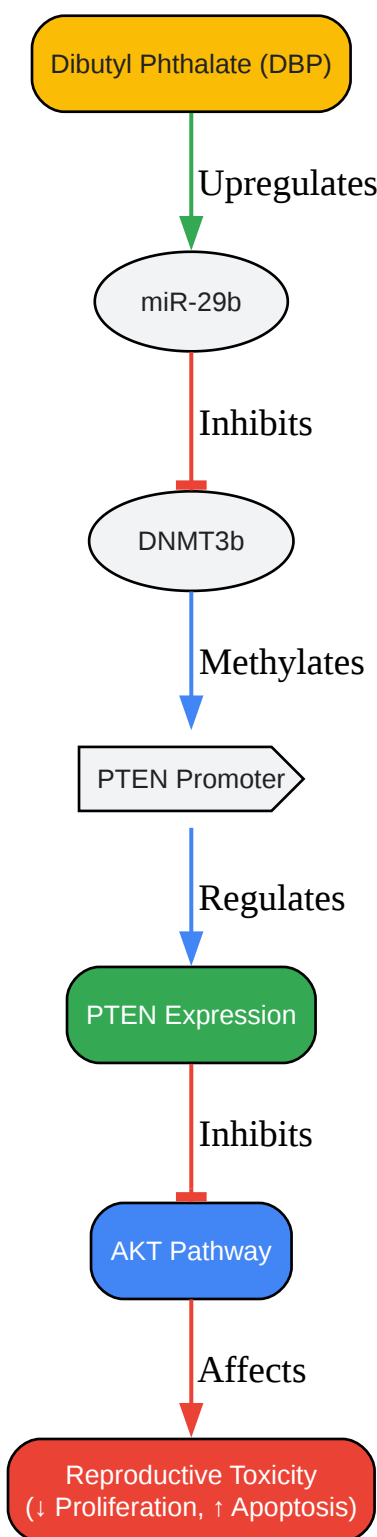 Dibutyl Phthalate (DBP)
Upregulates
miR-29b
Inhibits
DNMT3b
Methylates
PTEN Promoter
Regulates
PTEN Expression
Inhibits
AKT Pathway
Affects
Reproductive Toxicity
(↓ Proliferation, ↑ Apoptosis)